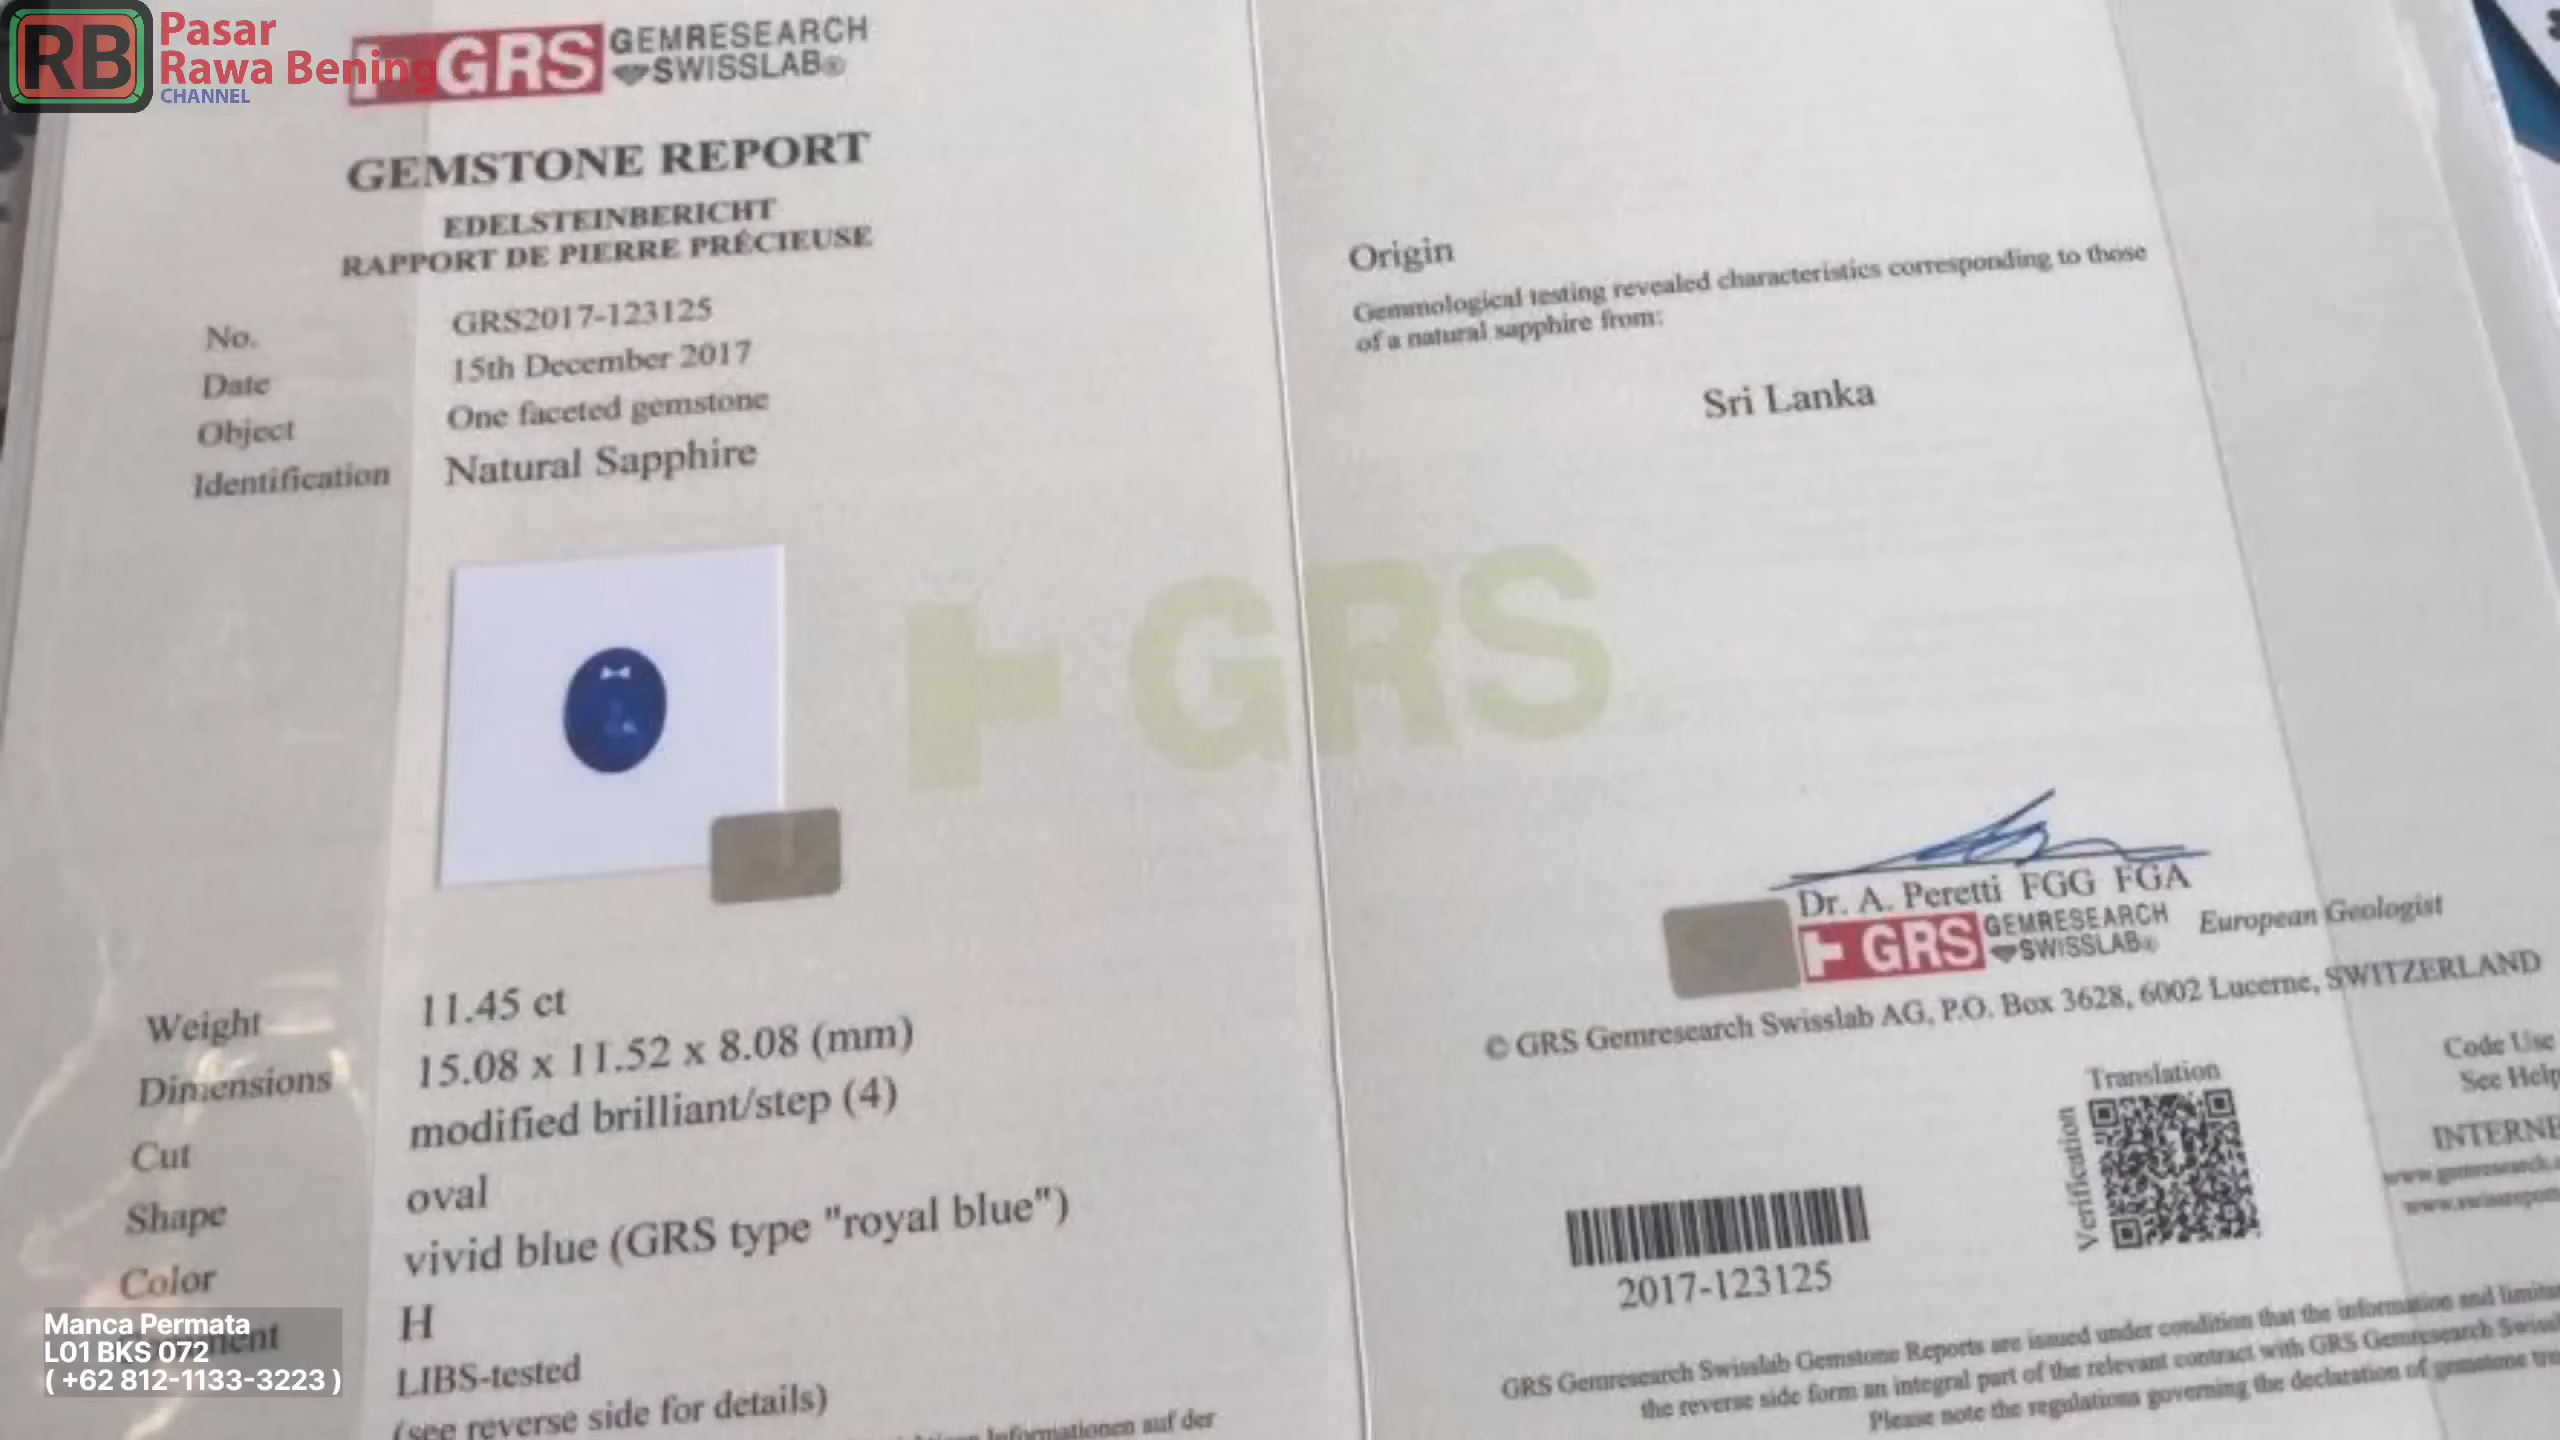 RB
Pasar
Rawa Bening
CHANNEL
GRS
GEMRESEARCH
SWISSLAB®
GEMSTONE REPORT
EDELSTEINBERICHT
RAPPORT DE PIERRE PRÉCIEUSE
No. GRS2017-123125
Date 15th December 2017
Object One faceted gemstone
Identification Natural Sapphire
Weight 11.45 ct
Dimensions 15.08 x 11.52 x 8.08 (mm)
Cut modified brilliant/step (4)
Shape oval
Color vivid blue (GRS type "royal blue")
H
LIBS-tested
(see reverse side for details)
Informationen auf der
Manca Permata
L01 BKS 072
( +62 812-1133-3223 )
GRS
Origin
Gemmological testing revealed characteristics corresponding to those
of a natural sapphire from:
Sri Lanka
Dr. A. Peretti FGG FGA
GRS
GEMRESEARCH
SWISSLAB®
European Geologist
© GRS Gemresearch Swisslab AG, P.O. Box 3628, 6002 Lucerne, SWITZERLAND
Translation
Verification
2017-123125
Code Use
See Help
GRS Gemresearch Swisslab Gemstone Reports are issued under condition that the information and
the reverse side form an integral part of the relevant contract with GRS Gemresearch
Please note the regulations governing the declaration of gemstone